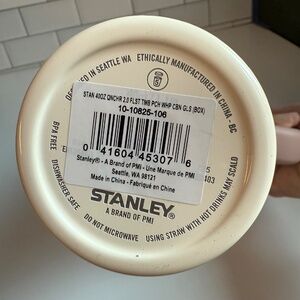 DESIGNED IN SEATTLE WA
ETHICALLY MANUFACTURED IN CHINA - BC
STAN 40OZ QNCHR 2.0 FLST TMB PCH WHP CBN GLS (BOX)
10-10825-106
0 41604 45307 6
Stanley® - A Brand of PMI - Une Marque de PMI
Seattle, WA 98121
Made in China - Fabriqué en Chine
STANLEY®
A BRAND OF PMI
BPA FREE
DISHWASHER SAFE
DO NOT MICROWAVE
USING STRAW WITH HOT DRINKS MAY SCALD